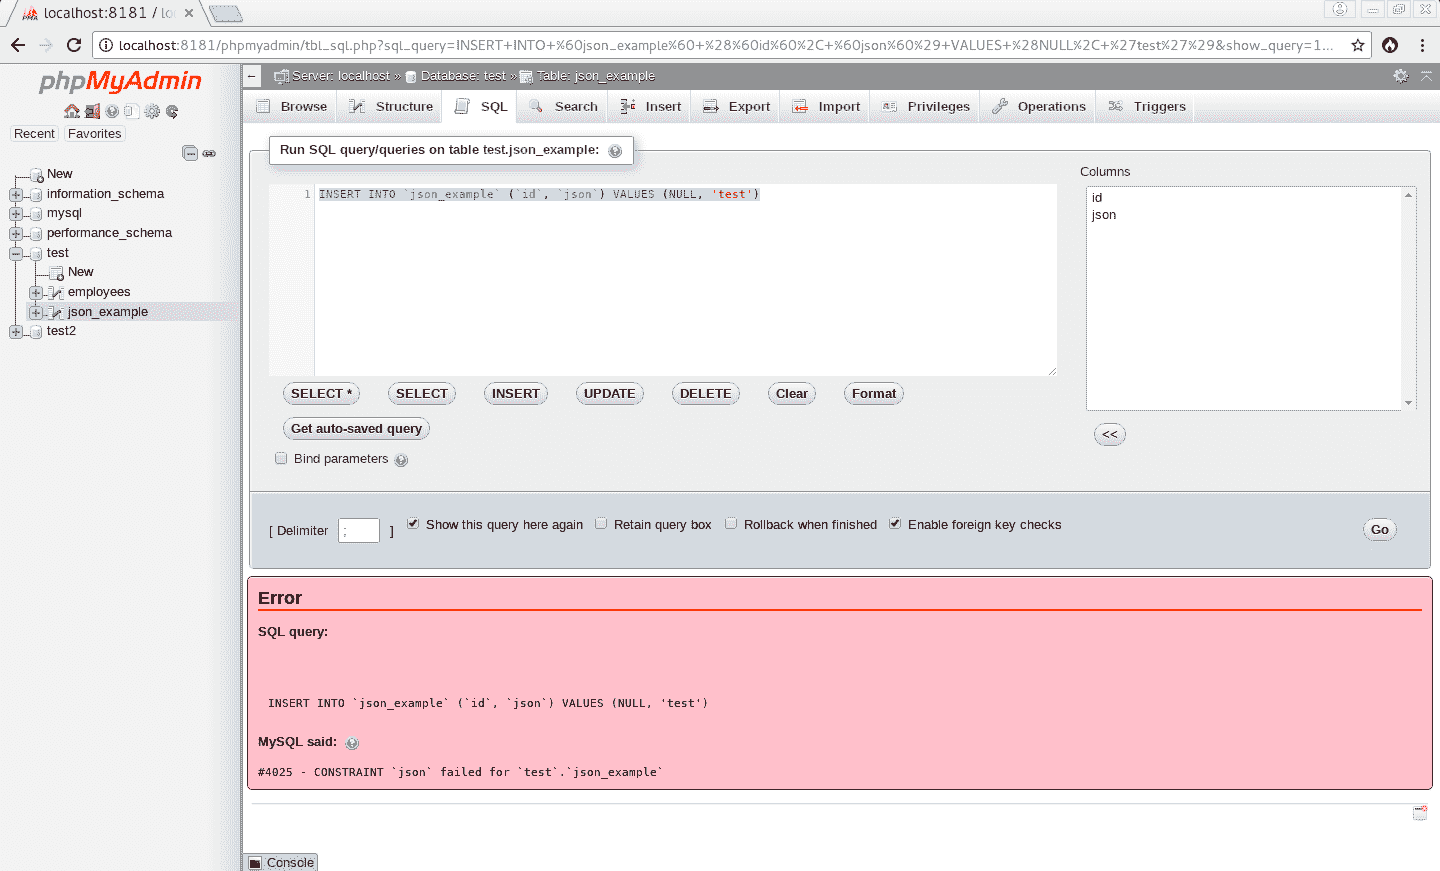 localhost:8181 / lo
localhost:8181/phpmyadmin/tbl_sql.php?sql_query=INSERT+INTO+%60json_example%60+%28%60id%60%2C+%60json%60%29+VALUES+%28NULL%2C+%27test%27%29&show_query=1...
phpMyAdmin
Recent Favorites
New
information_schema
mysql
performance_schema
test
New
employees
json_example
test2
Server: localhost » Database: test » Table: json_example
Browse Structure SQL Search Insert Export Import Privileges Operations Triggers
Run SQL query/queries on table test.json_example:
1 INSERT INTO `json_example` (`id`, `json`) VALUES (NULL, 'test')
Columns
id
json
SELECT * SELECT INSERT UPDATE DELETE Clear Format
Get auto-saved query
<<
Bind parameters
[ Delimiter ; ] Show this query here again Retain query box Rollback when finished Enable foreign key checks Go
Error
SQL query:
INSERT INTO `json_example` (`id`, `json`) VALUES (NULL, 'test')
MySQL said:
#4025 - CONSTRAINT `json` failed for `test`.`json_example`
Console